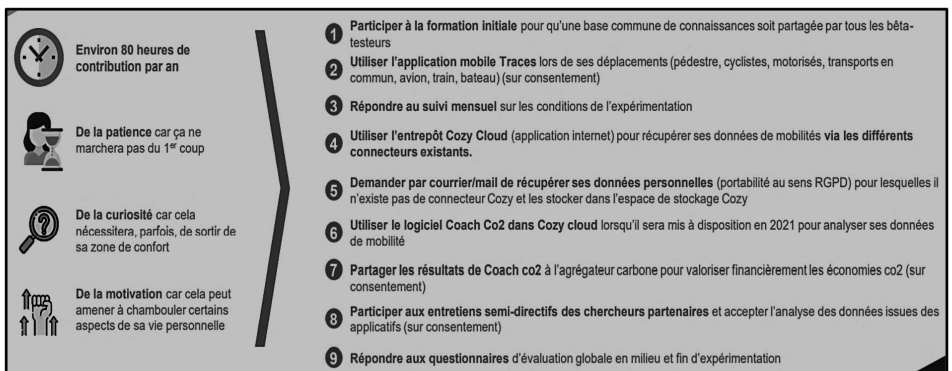 Environ 80 heures de
contribution par an
De la patience car ça ne
marchera pas du 1er coup
De la curiosité car cela
nécessitera, parfois, de sortir de
sa zone de confort
De la motivation car cela peut
amener à chambouler certains
aspects de sa vie personnelle
1 Participer à la formation initiale pour qu'une base commune de connaissances soit partagée par tous les bêta-
testeurs
2 Utiliser l'application mobile Traces lors de ses déplacements (pédestre, cyclistes, motorisés, transports en
commun, avion, train, bateau) (sur consentement)
3 Répondre au suivi mensuel sur les conditions de l'expérimentation
4 Utiliser l'entrepôt Cozy Cloud (application internet) pour récupérer ses données de mobilités via les différents
connecteurs existants.
5 Demander par courrier/mail de récupérer ses données personnelles (portabilité au sens RGPD) pour lesquelles il
n'existe pas de connecteur Cozy et les stocker dans l'espace de stockage Cozy
6 Utiliser le logiciel Coach Co2 dans Cozy cloud lorsqu'il sera mis à disposition en 2021 pour analyser ses données
de mobilité
7 Partager les résultats de Coach co2 à l'agrégateur carbone pour valoriser financièrement les économies co2 (sur
consentement)
8 Participer aux entretiens semi-directifs des chercheurs partenaires et accepter l'analyse des données issues des
applicatifs (sur consentement)
9 Répondre aux questionnaires d'évaluation globale en milieu et fin d'expérimentation